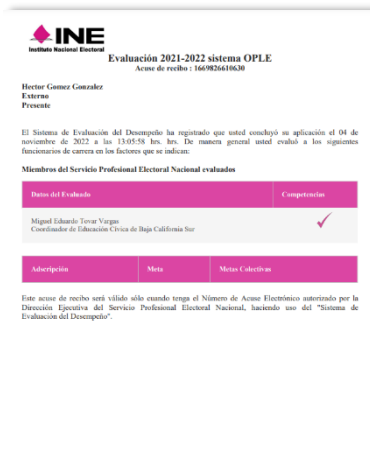 INE
Instituto Nacional Electoral
Evaluación 2021-2022 sistema OPLE
Acuse de recibo : 1669826610630
Hector Gomez Gonzalez
Externo
Presente
El Sistema de Evaluación del Desempeño ha registrado que usted concluyó su aplicación el 04 de
noviembre de 2022 a las 13:05:58 hrs. hrs. De manera general usted evaluó a los siguientes
funcionarios de carrera en los factores que se indican:
Miembros del Servicio Profesional Electoral Nacional evaluados
Datos del Evaluado Competencias
Miguel Eduardo Tovar Vargas
Coordinador de Educación Cívica de Baja California Sur
Adscripción Meta Metas Colectivas
Este acuse de recibo será válido sólo cuando tenga el Número de Acuse Electrónico autorizado por la
Dirección Ejecutiva del Servicio Profesional Electoral Nacional, haciendo uso del "Sistema de
Evaluación del Desempeño".